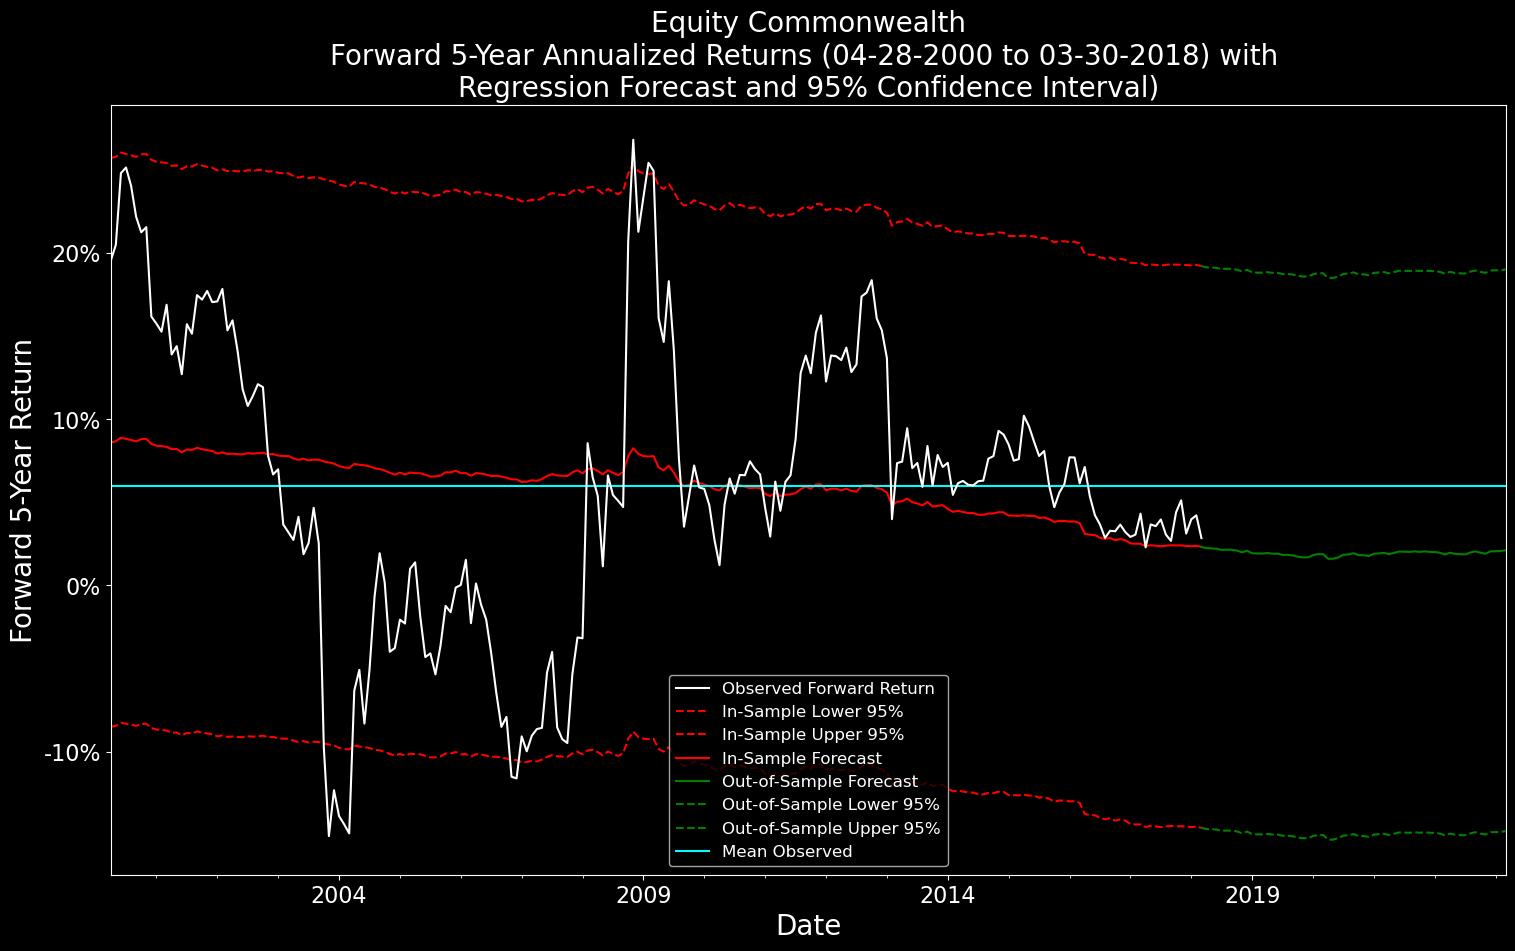 Equity Commonwealth
Forward 5-Year Annualized Returns (04-28-2000 to 03-30-2018) with
Regression Forecast and 95% Confidence Interval)
Forward 5-Year Return
20%
10%
0%
-10%
Observed Forward Return
In-Sample Lower 95%
In-Sample Upper 95%
In-Sample Forecast
Out-of-Sample Forecast
Out-of-Sample Lower 95%
Out-of-Sample Upper 95%
Mean Observed
2004 2009 2014 2019
Date